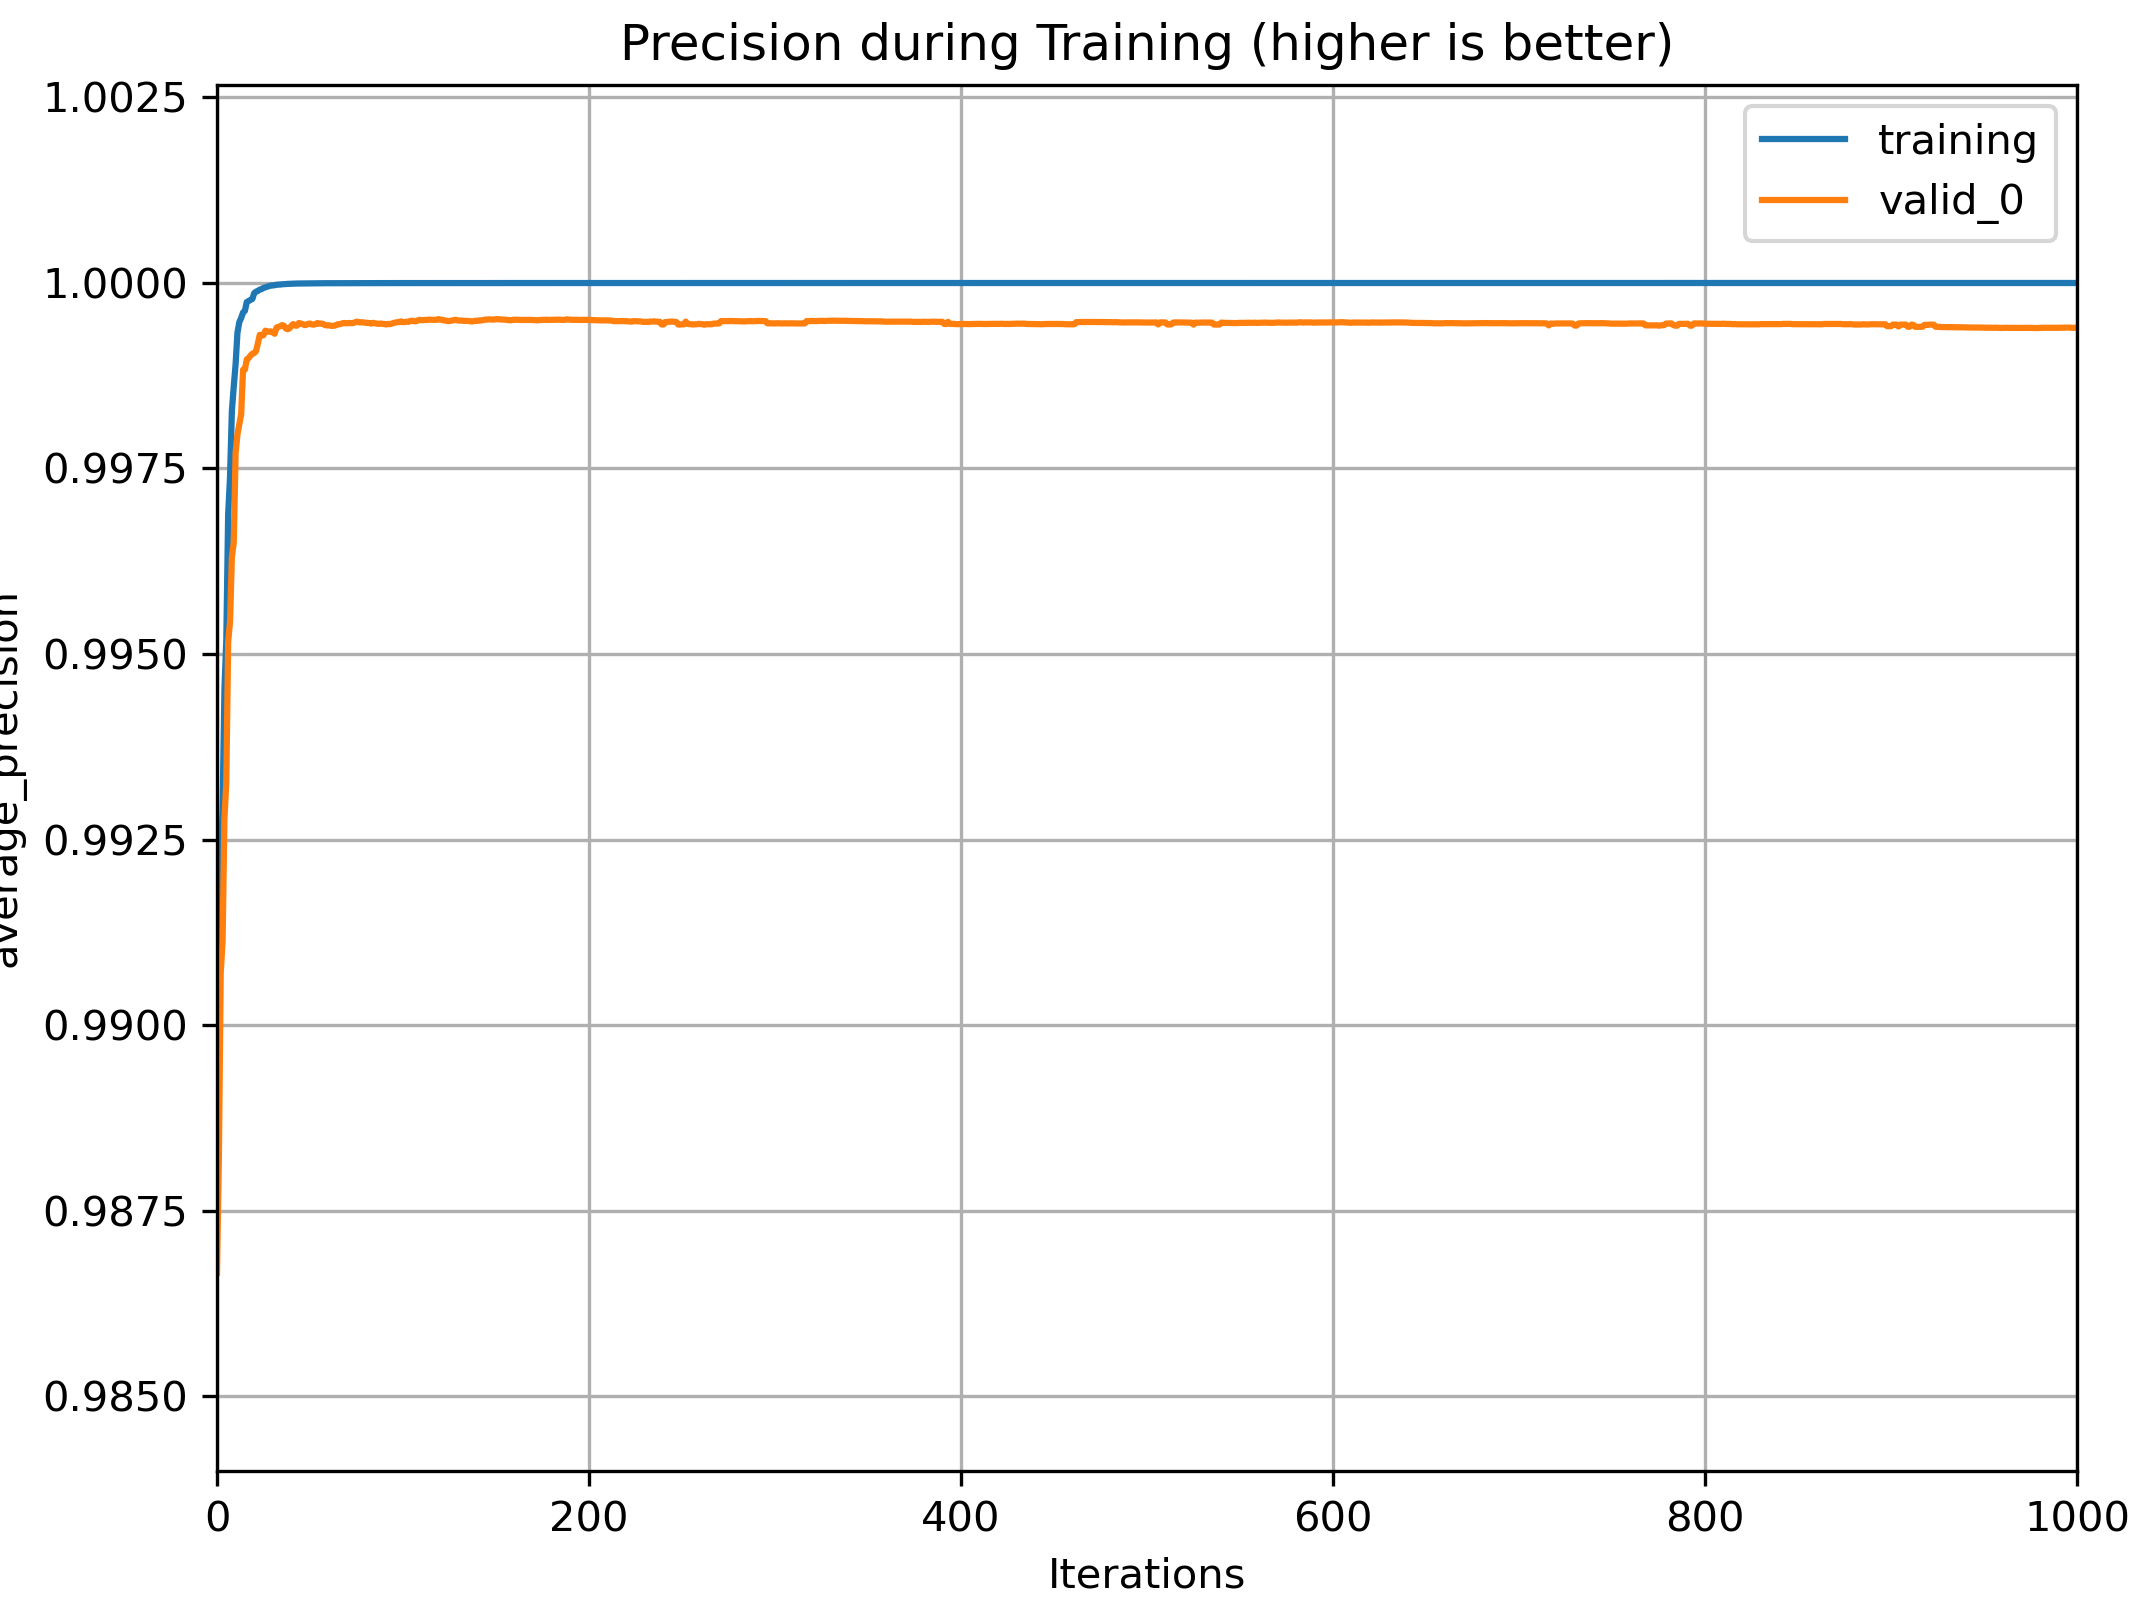 Precision during Training (higher is better)
training
valid_0
1.0025
1.0000
0.9975
0.9950
0.9925
0.9900
0.9875
0.9850
average_precision
0 200 400 600 800 1000
Iterations